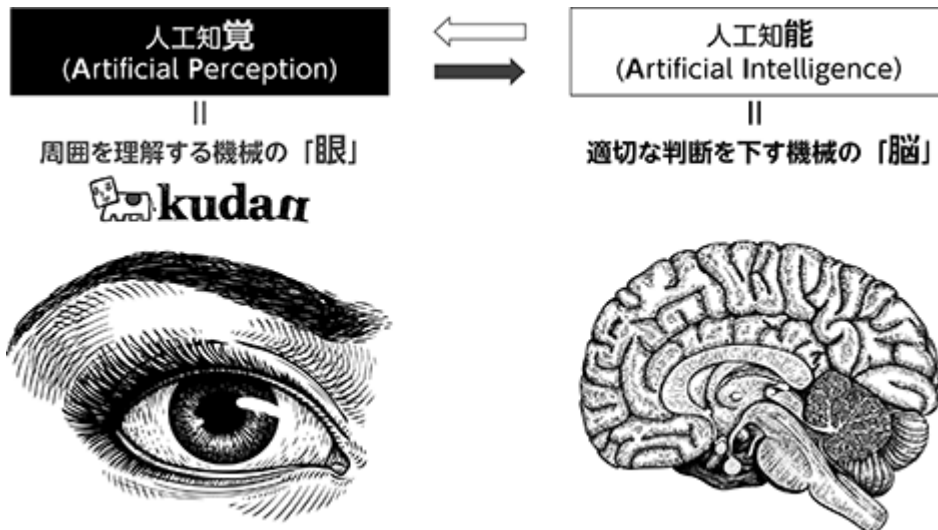 人工知覚
(Artificial Perception)
||
周囲を理解する機械の「眼」
kudan
人工知能
(Artificial Intelligence)
||
適切な判断を下す機械の「脳」